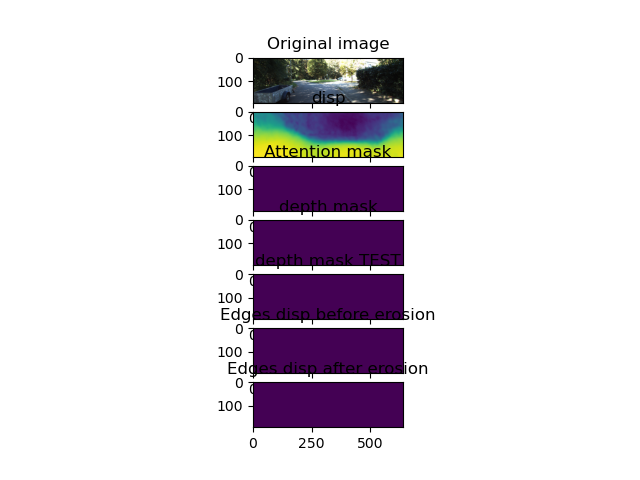 Original image
0
100
disp
0
100
Attention mask
0
100
depth mask
0
100
depth mask TEST
0
100
Edges disp before erosion
0
100
Edges disp after erosion
0
100
0 250 500